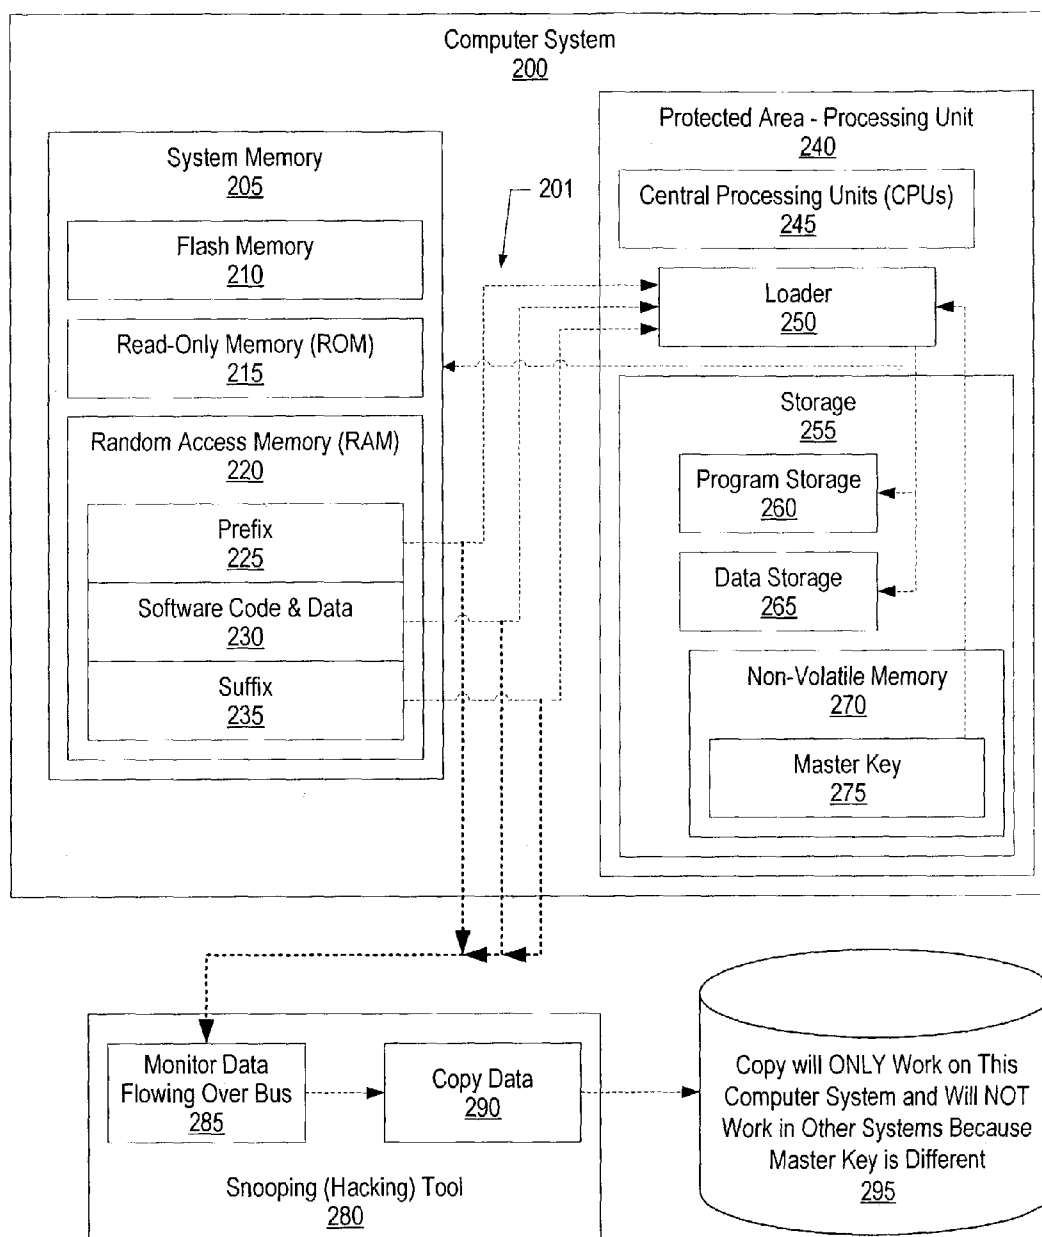 Computer System
200
Protected Area - Processing Unit
240
System Memory
205
Central Processing Units (CPUs)
245
201
Flash Memory
210
Loader
250
Read-Only Memory (ROM)
215
Storage
255
Random Access Memory (RAM)
220
Program Storage
260
Prefix
225
Data Storage
265
Software Code & Data
230
Suffix
235
Non-Volatile Memory
270
Master Key
275
Monitor Data
Flowing Over Bus
285
Copy Data
290
Copy will ONLY Work on This
Computer System and Will NOT
Work in Other Systems Because
Master Key is Different
295
Snooping (Hacking) Tool
280